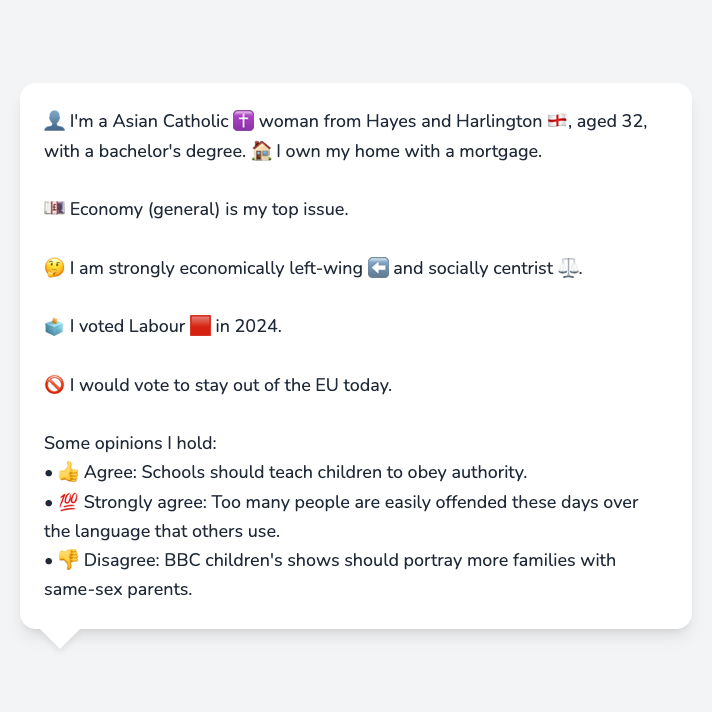 👤 I'm a Asian Catholic ✝️ woman from Hayes and Harlington 🏴󠁧󠁢󠁥󠁮󠁧󠁿, aged 32,
with a bachelor's degree. 🏠 I own my home with a mortgage.
💷 Economy (general) is my top issue.
🤔 I am strongly economically left-wing ⬅️ and socially centrist ⚖️.
🗳️ I voted Labour 🟥 in 2024.
🚫 I would vote to stay out of the EU today.
Some opinions I hold:
• 👍 Agree: Schools should teach children to obey authority.
• 💯 Strongly agree: Too many people are easily offended these days over
the language that others use.
• 👎 Disagree: BBC children's shows should portray more families with
same-sex parents.